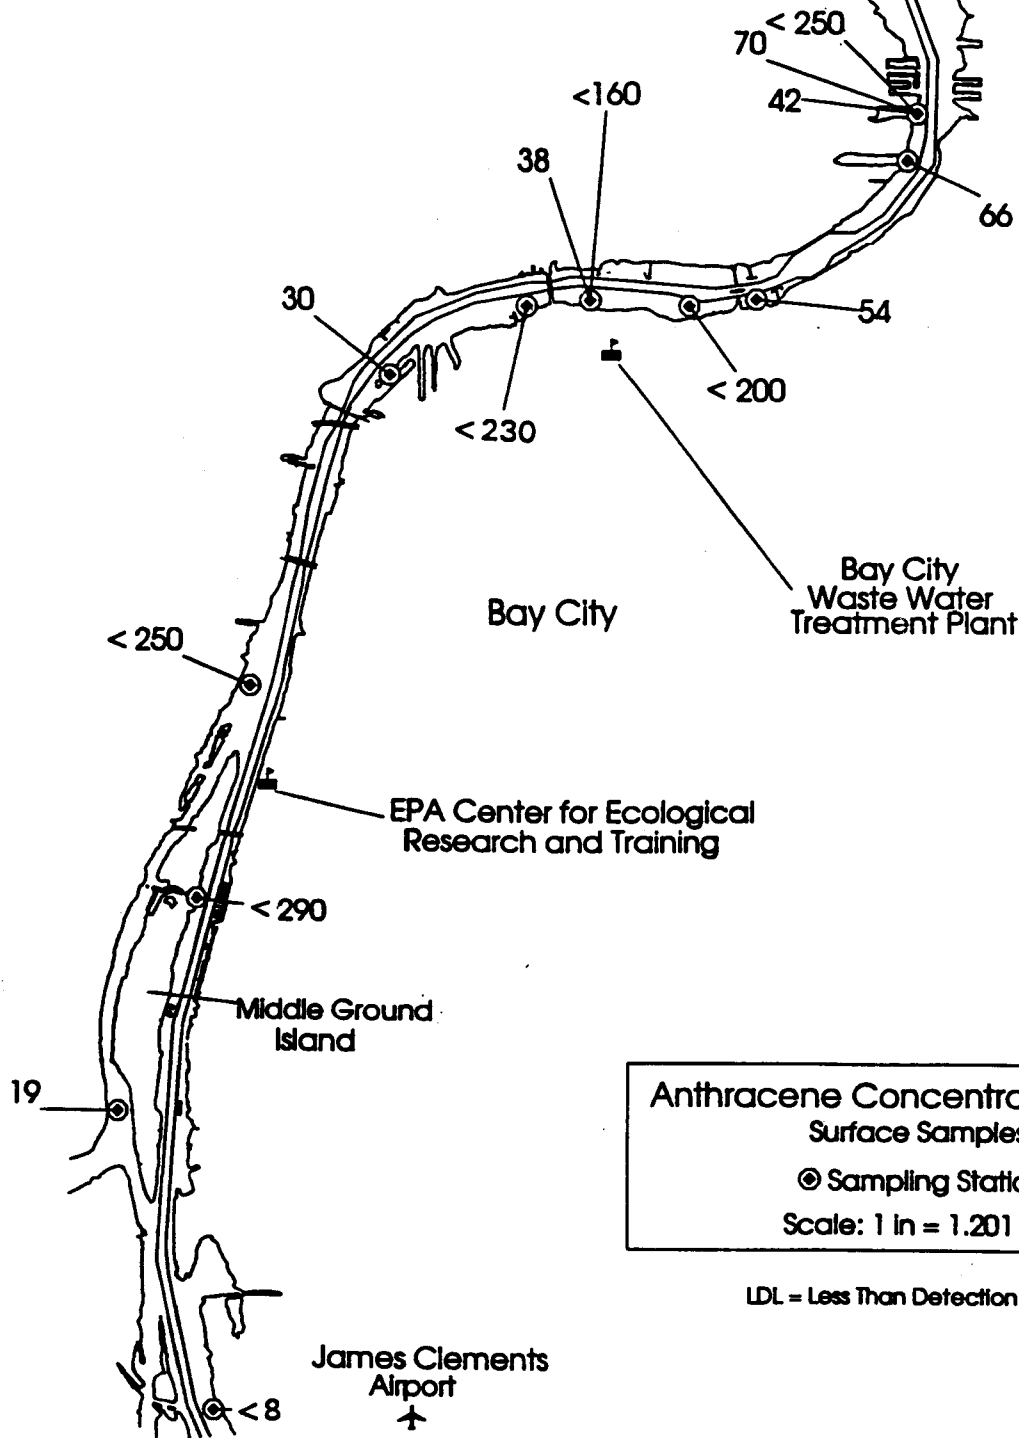 < 250
70
<160
42
38
66
30
54
< 200
< 230
Bay City
Waste Water
Treatment Plant
Bay City
< 250
EPA Center for Ecological
Research and Training
< 290
Middle Ground
Island
19
Anthracene Concentra
Surface Samples
Sampling Statio
Scale: 1 in = 1.201
LDL = Less Than Detection
James Clements
Airport
< 8